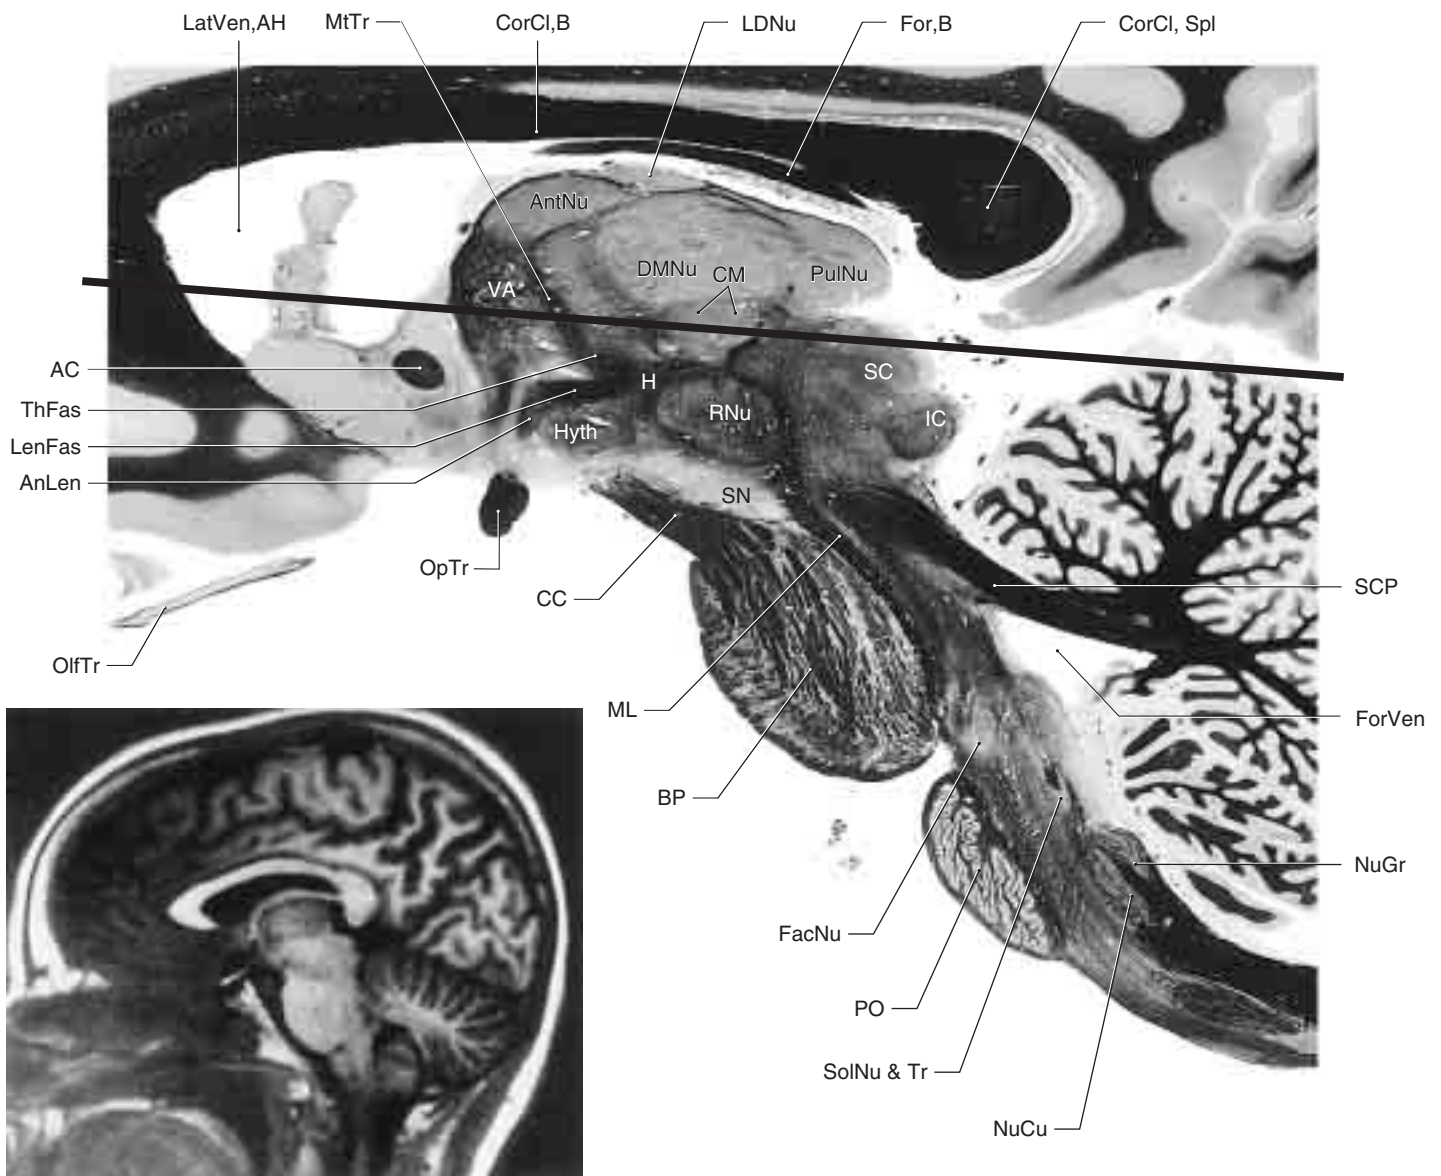 LatVen,AH MtTr CorCl,B LDNu For,B CorCl, Spl
AntNu
DMNu CM PulNu
VA
AC
ThFas
LenFas
AnLen
H SC
RNu IC
Hyth
SN
OpTr
CC
SCP
OlfTr
ML
ForVen
BP
NuGr
FacNu
PO
SolNu & Tr
NuCu